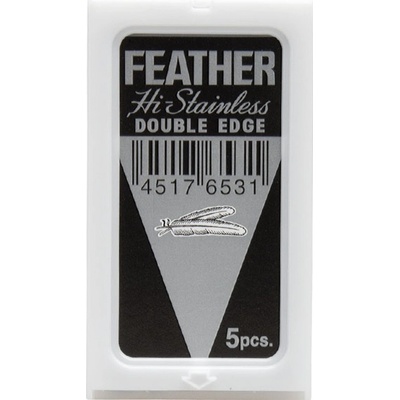 FEATHER
Hi-Stainless
DOUBLE EDGE
4517 6531
5pcs.